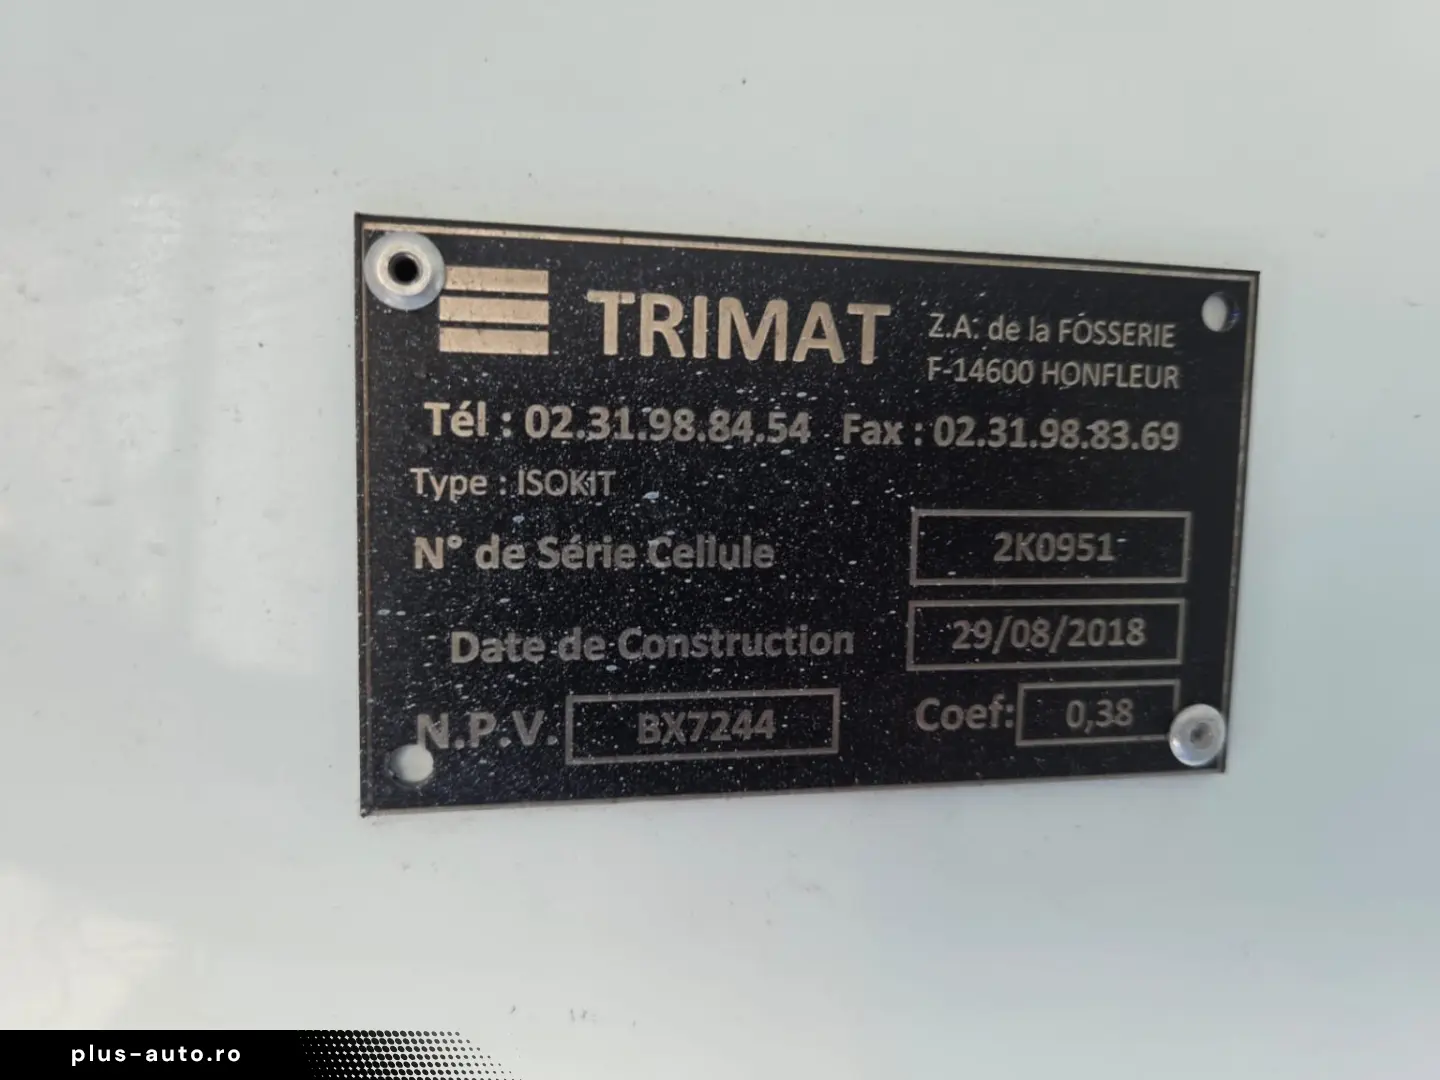 TRIMAT
Z.A. de la FOSSERIE
F-14600 HONFLEUR
Tél : 02.31.98.84.54 Fax : 02.31.98.83.69
Type : ISOKIT
N° de Série Cellule 2K0951
Date de Construction 29/08/2018
N.P.V. BX7244 Coef: 0,38
plus-auto.ro